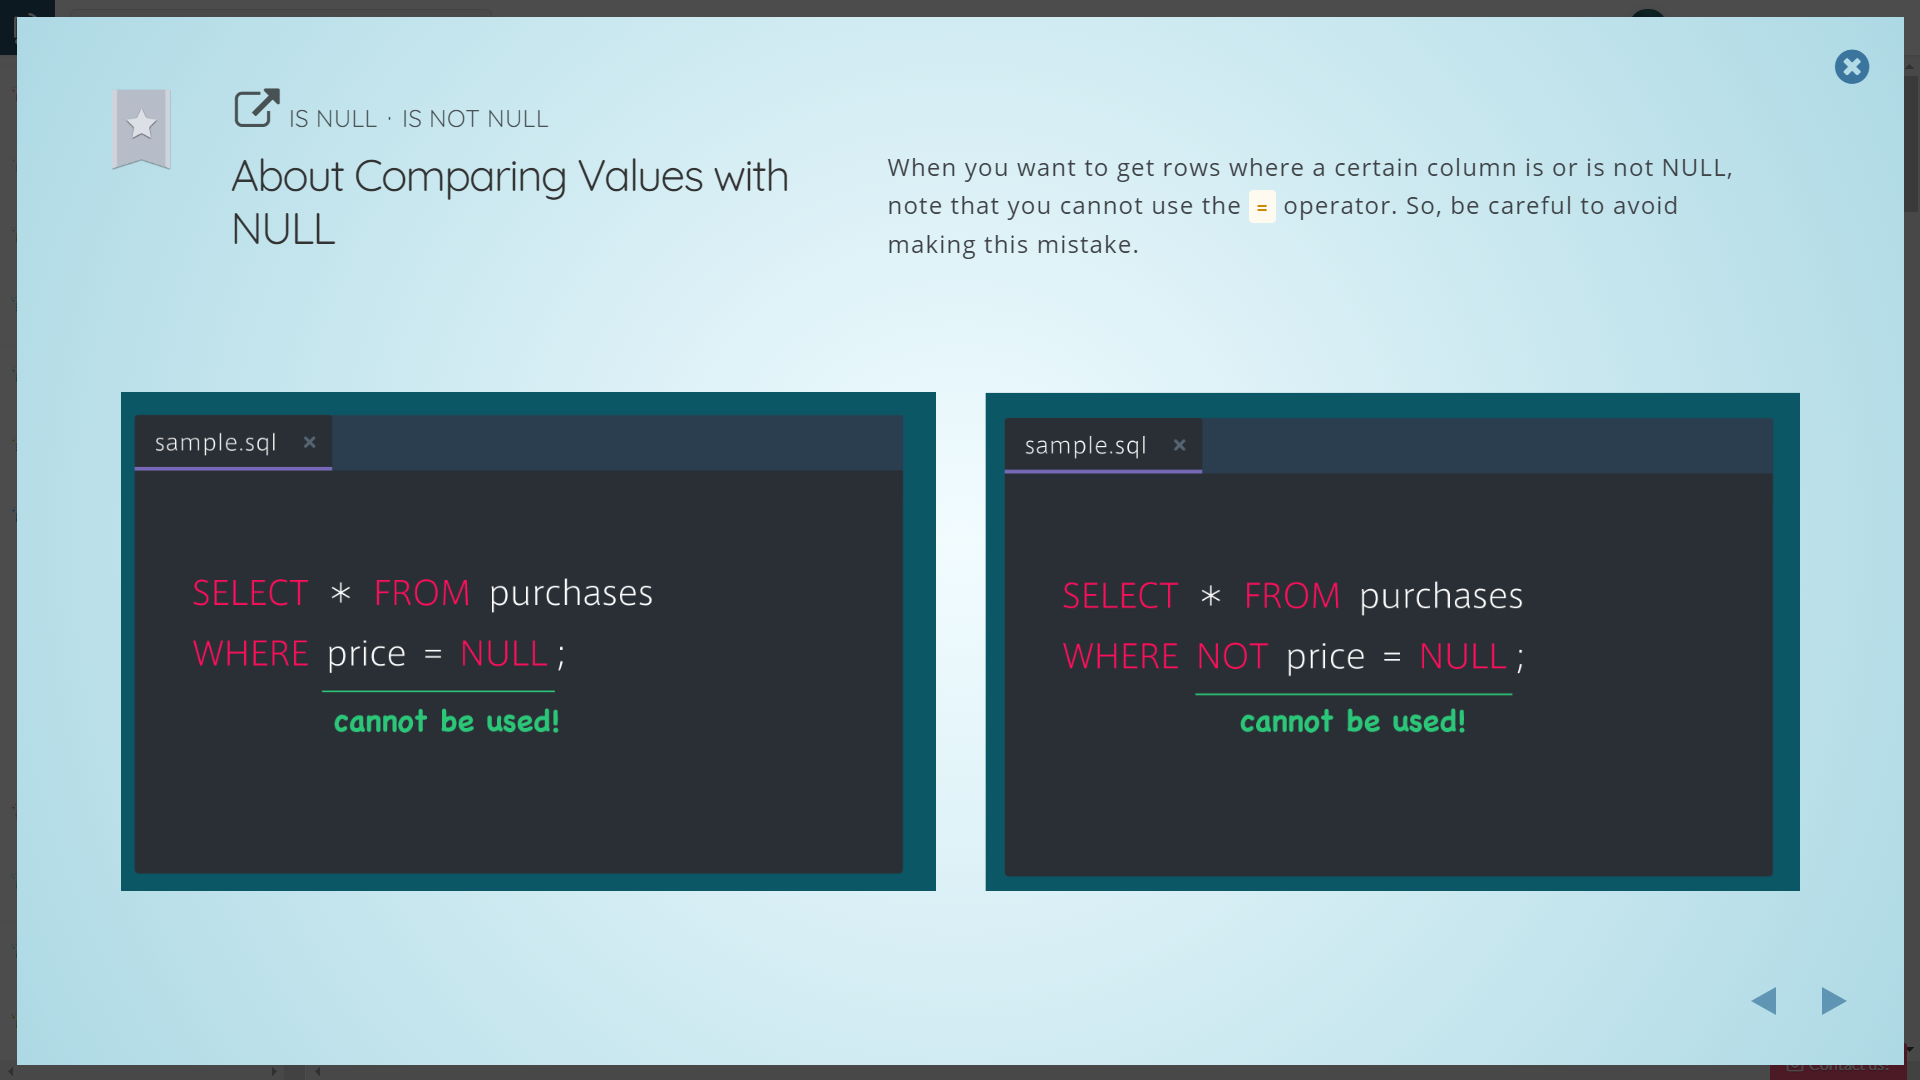 IS NULL · IS NOT NULL
About Comparing Values with
NULL
When you want to get rows where a certain column is or is not NULL,
note that you cannot use the = operator. So, be careful to avoid
making this mistake.
sample.sql ×
SELECT * FROM purchases
WHERE price = NULL ;
cannot be used!
sample.sql ×
SELECT * FROM purchases
WHERE NOT price = NULL ;
cannot be used!
Contact us!